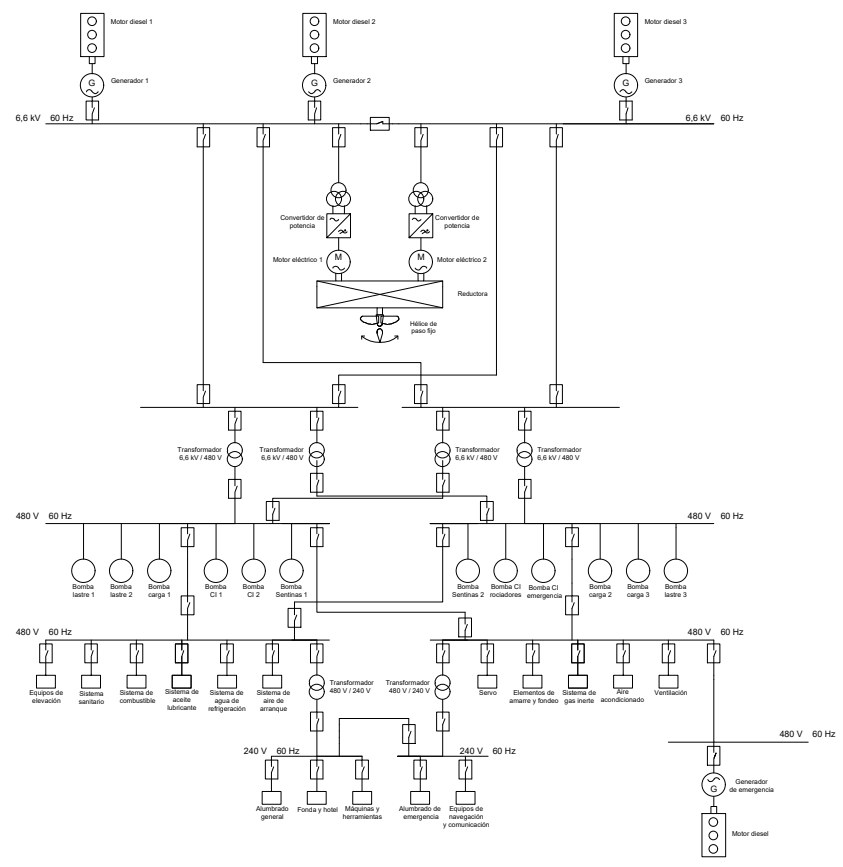 Motor diesel 1
Motor diesel 2
Motor diesel 3
G
Generador 1
G
Generador 2
G
Generador 3
6,6 kV 60 Hz
6,6 kV 60 Hz
Convertidor de
potencia
Convertidor de
potencia
Motor eléctrico 1
M
M
Motor eléctrico 2
Reductora
Hélice de
paso fijo
Transformador
6,6 kV / 480 V
Transformador
6,6 kV / 480 V
Transformador
6,6 kV / 480 V
Transformador
6,6 kV / 480 V
480 V 60 Hz
480 V 60 Hz
Bomba
lastre 1
Bomba
lastre 2
Bomba
carga 1
Bomba
CI 1
Bomba
CI 2
Bomba
Sentinas 1
Bomba
Sentinas 2
Bomba CI
rociadores
Bomba CI
emergencia
Bomba
carga 2
Bomba
carga 3
Bomba
lastre 3
480 V 60 Hz
480 V 60 Hz
Equipos de
elevación
Sistema
sanitario
Sistema de
combustible
Sistema de
aceite
lubricante
Sistema de
agua de
refrigeración
Sistema de
aire de
arranque
Transformador
480 V / 240 V
Transformador
480 V / 240 V
Servo
Elementos de
amarre y fondeo
Sistema de
gas inerte
Aire
acondicionado
Ventilación
480 V 60 Hz
240 V 60 Hz
240 V 60 Hz
Alumbrado
general
Fonda y hotel
Máquinas y
herramientas
Alumbrado de
emergencia
Equipos de
navegación
y comunicación
G
Generador
de emergencia
Motor diesel